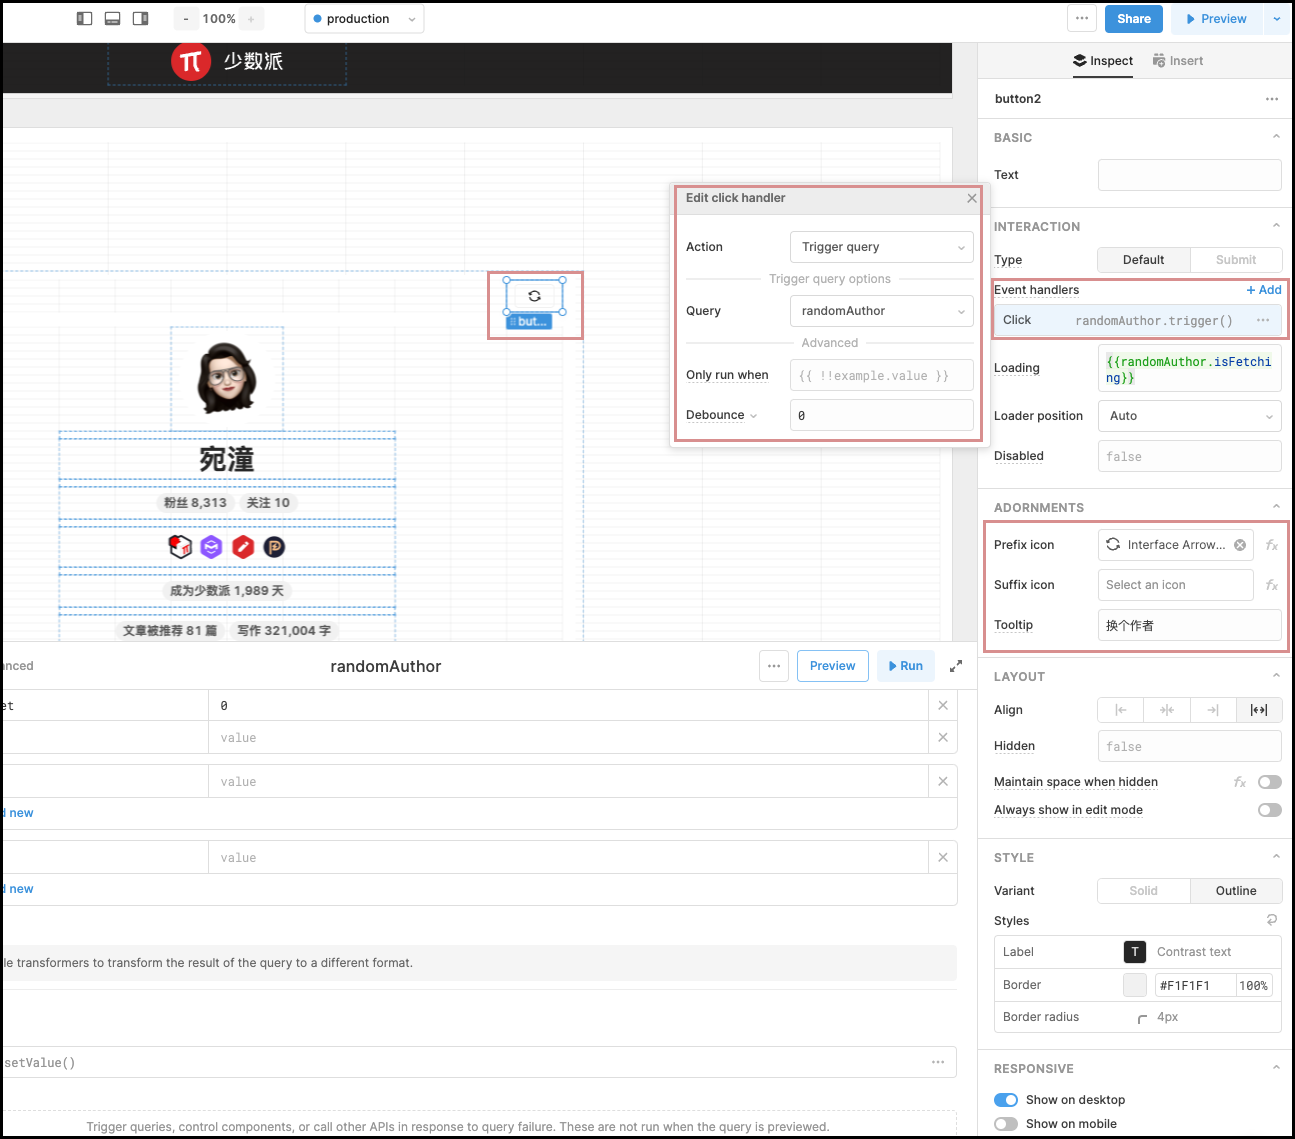 - 100% +
production
Share
Preview
少数派
Inspect
Insert
button2
BASIC
Text
INTERACTION
Type
Default
Submit
Event handlers
+ Add
Click
randomAuthor.trigger()
Loading
{{randomAuthor.isFetchi
ng}}
Loader position
Auto
Disabled
false
ADORNMENTS
Prefix icon
Interface Arrow...
fx
Suffix icon
Select an icon
fx
Tooltip
换个作者
LAYOUT
Align
Hidden
false
Maintain space when hidden
fx
Always show in edit mode
STYLE
Variant
Solid
Outline
Styles
Label
T
Contrast text
Border
#F1F1F1
100%
Border radius
4px
RESPONSIVE
Show on desktop
Show on mobile
Edit click handler
Action
Trigger query
Trigger query options
Query
randomAuthor
Advanced
Only run when
{{ !!example.value }}
Debounce
0
but...
宛潼
粉丝 8,313 关注 10
成为少数派 1,989 天
文章被推荐 81 篇 写作 321,004 字
anced
randomAuthor
Preview
Run
et
0
value
value
d new
value
d new
le transformers to transform the result of the query to a different format.
setValue()
Trigger queries, control components, or call other APIs in response to query failure. These are not run when the query is previewed.